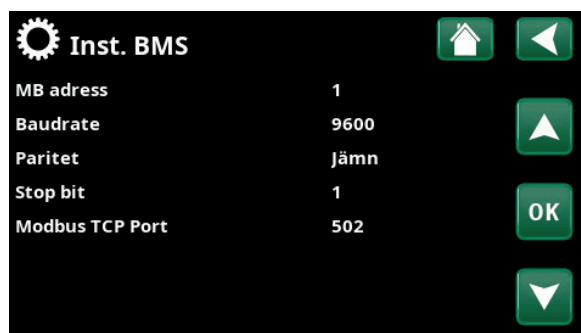 Inst. BMS
MB adress 1
Baudrate 9600
Paritet Jämn
Stop bit 1
Modbus TCP Port 502
OK